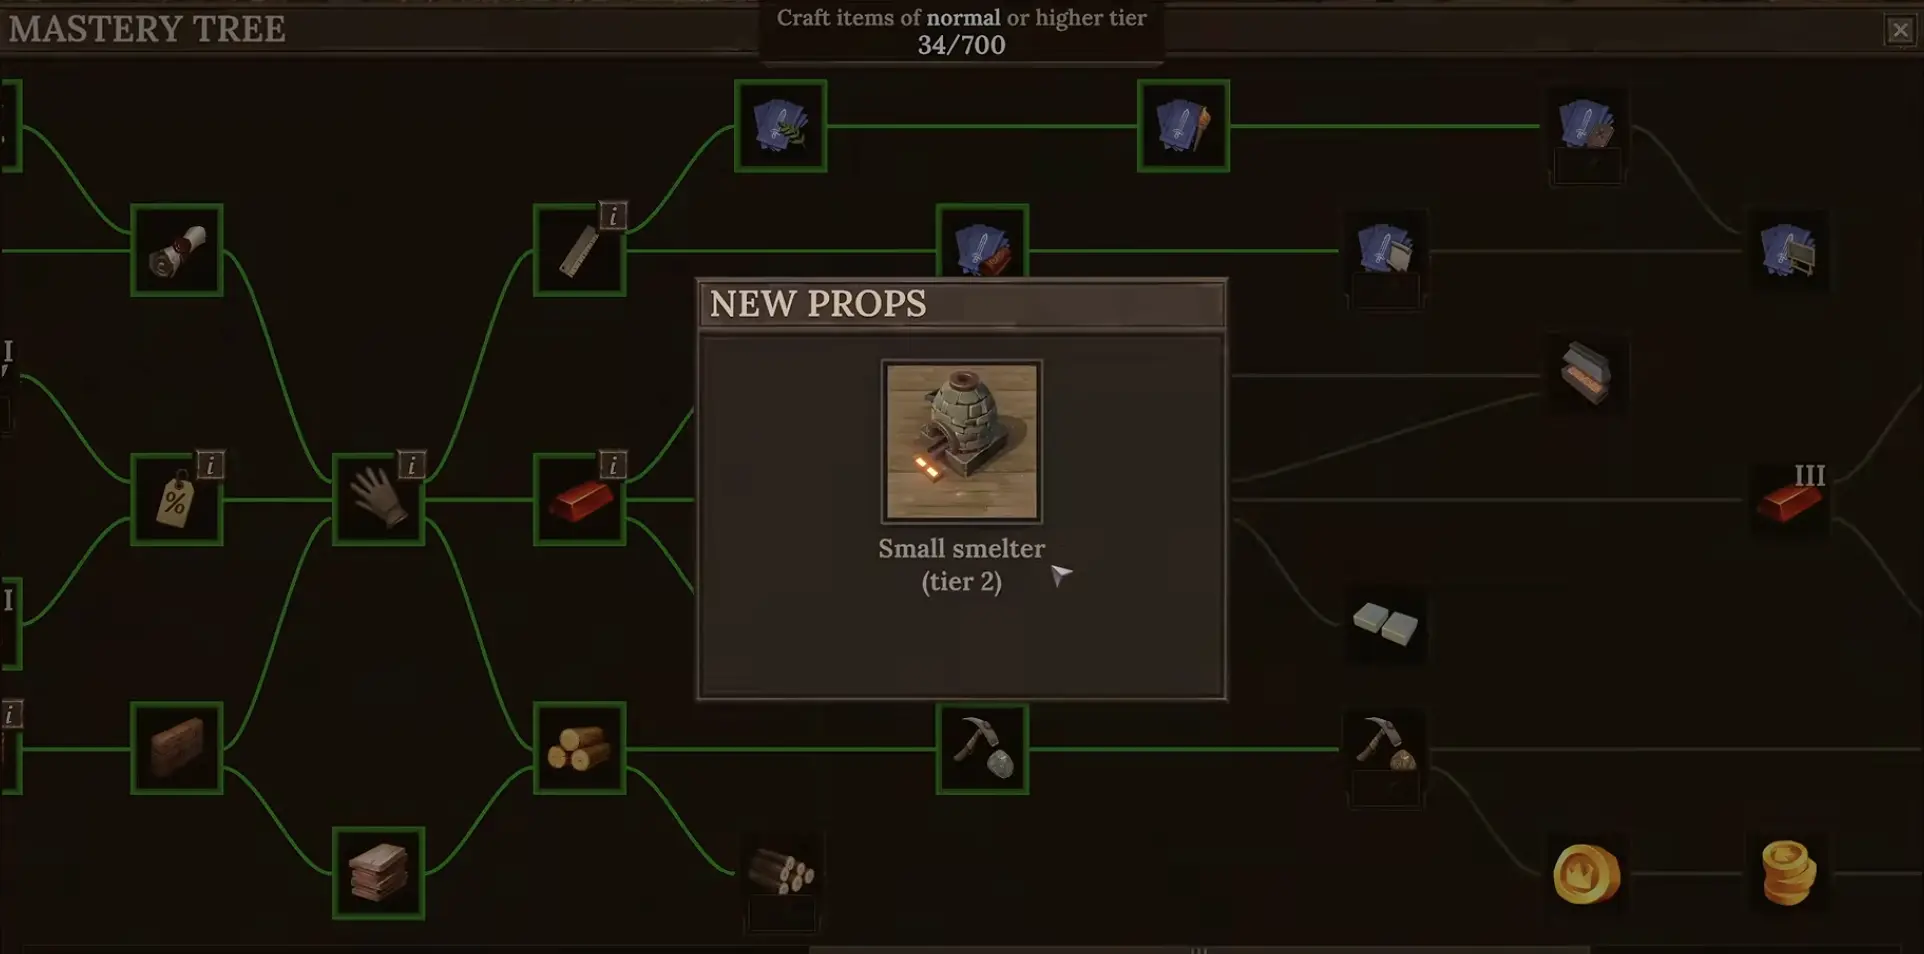 MASTERY TREE
Craft items of normal or higher tier
34/700
i
I
NEW PROPS
i
i
i
III
Small smelter
(tier 2)
I
i
%